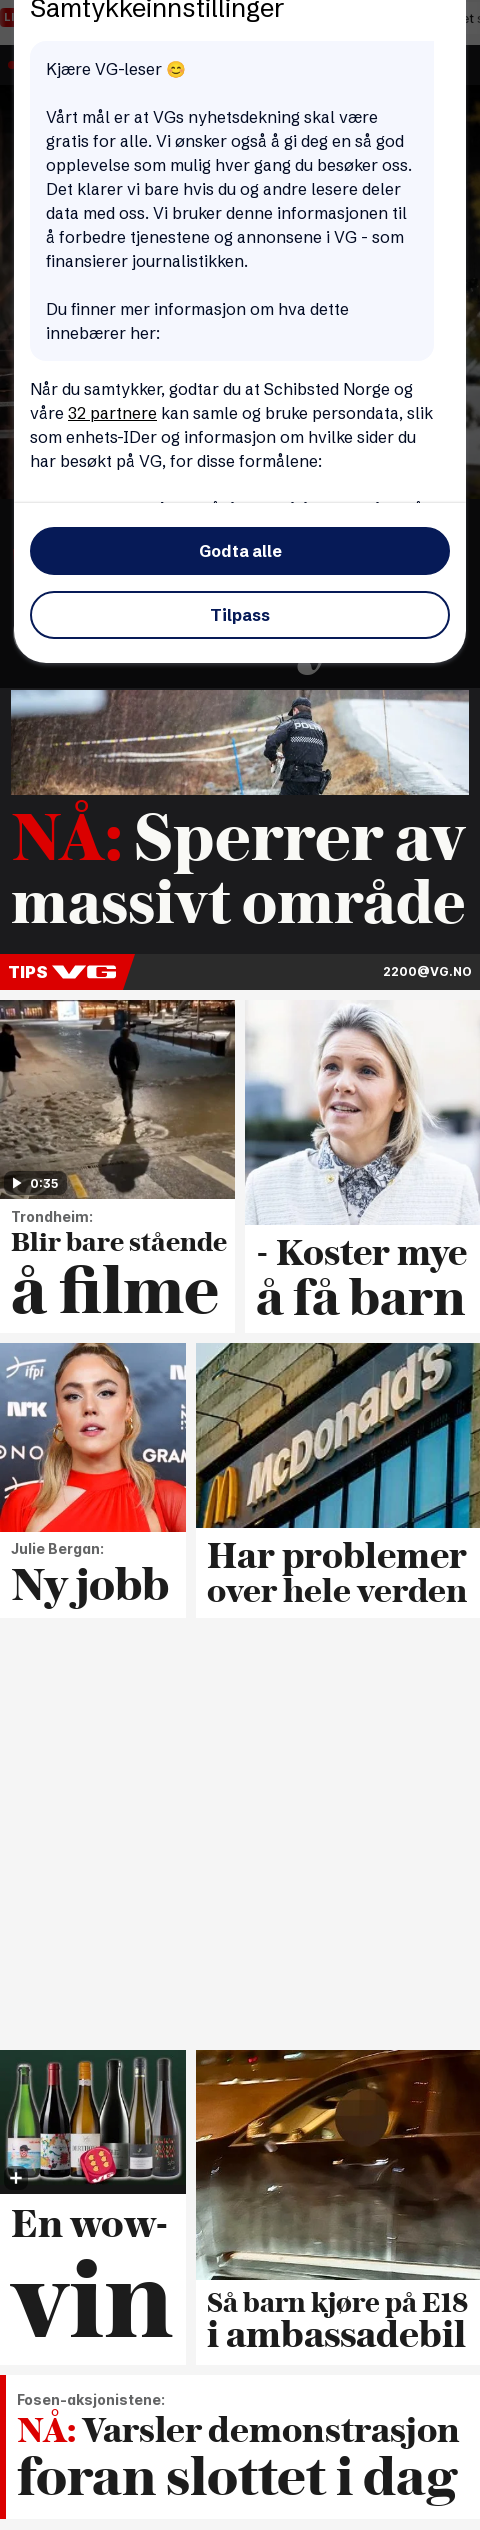 Samtykkeinnstillinger
Kjære VG-leser 😊
Vårt mål er at VGs nyhetsdekning skal være
gratis for alle. Vi ønsker også å gi deg en så god
opplevelse som mulig hver gang du besøker oss.
Det klarer vi bare hvis du og andre lesere deler
data med oss. Vi bruker denne informasjonen til
å forbedre tjenestene og annonsene i VG - som
finansierer journalistikken.
Du finner mer informasjon om hva dette
innebærer her:
Når du samtykker, godtar du at Schibsted Norge og
våre 32 partnere kan samle og bruke persondata, slik
som enhets-IDer og informasjon om hvilke sider du
har besøkt på VG, for disse formålene:
Godta alle
Tilpass
NÅ: Sperrer av
massivt område
TIPS VG
2200@VG.NO
0:35
Trondheim:
Blir bare stående
å filme
- Koster mye
å få barn
ifpi
NRK
GRAM
Julie Bergan:
Ny jobb
McDonald's
Har problemer
over hele verden
En wow-
vin
Så barn kjøre på E18
i ambassadebil
Fosen-aksjonistene:
NÅ: Varsler demonstrasjon
foran slottet i dag